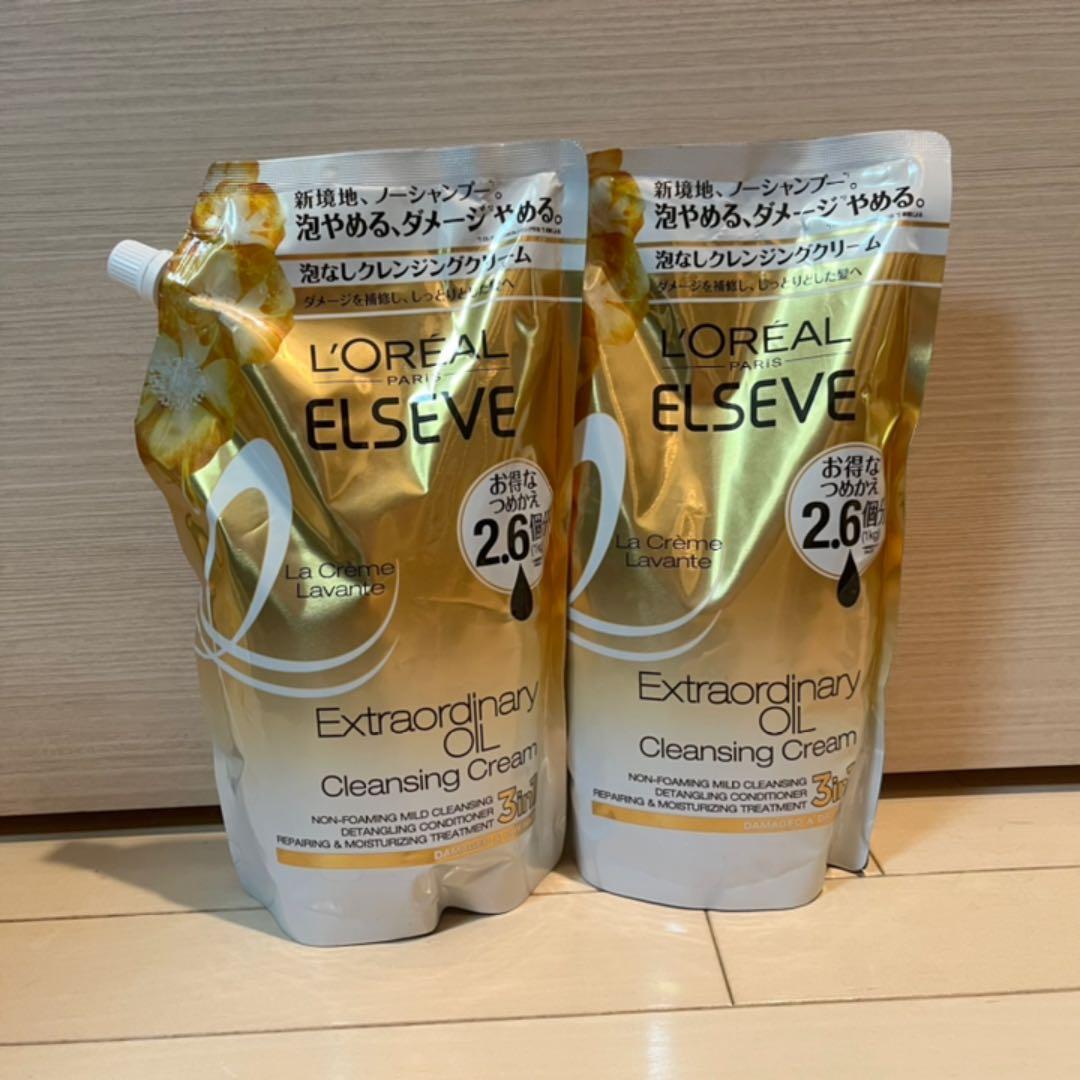 新境地、ノーシャンプー。
泡やめる、ダメージやめる。
泡なしクレンジングクリーム
ダメージを補修し、しっとりとした髪へ
L'ORÉAL
PARIS
ELSEVE
お得な
つめかえ
2.6個分
La Crème
Lavante
Extraordinary
OIL
Cleansing Cream
NON-FOAMING MILD CLEANSING
DETANGLING CONDITIONER
REPAIRING & MOISTURIZING TREATMENT
3in1
新境地、ノーシャンプー。
泡やめる、ダメージやめる。
泡なしクレンジングクリーム
ダメージを補修し、しっとりとした髪へ
L'ORÉAL
PARIS
ELSEVE
お得な
つめかえ
2.6個分
(1kg)
La Crème
Lavante
Extraordinary
OIL
Cleansing Cream
NON-FOAMING MILD CLEANSING
DETANGLING CONDITIONER
REPAIRING & MOISTURIZING TREATMENT
3in1
DAMAGED &